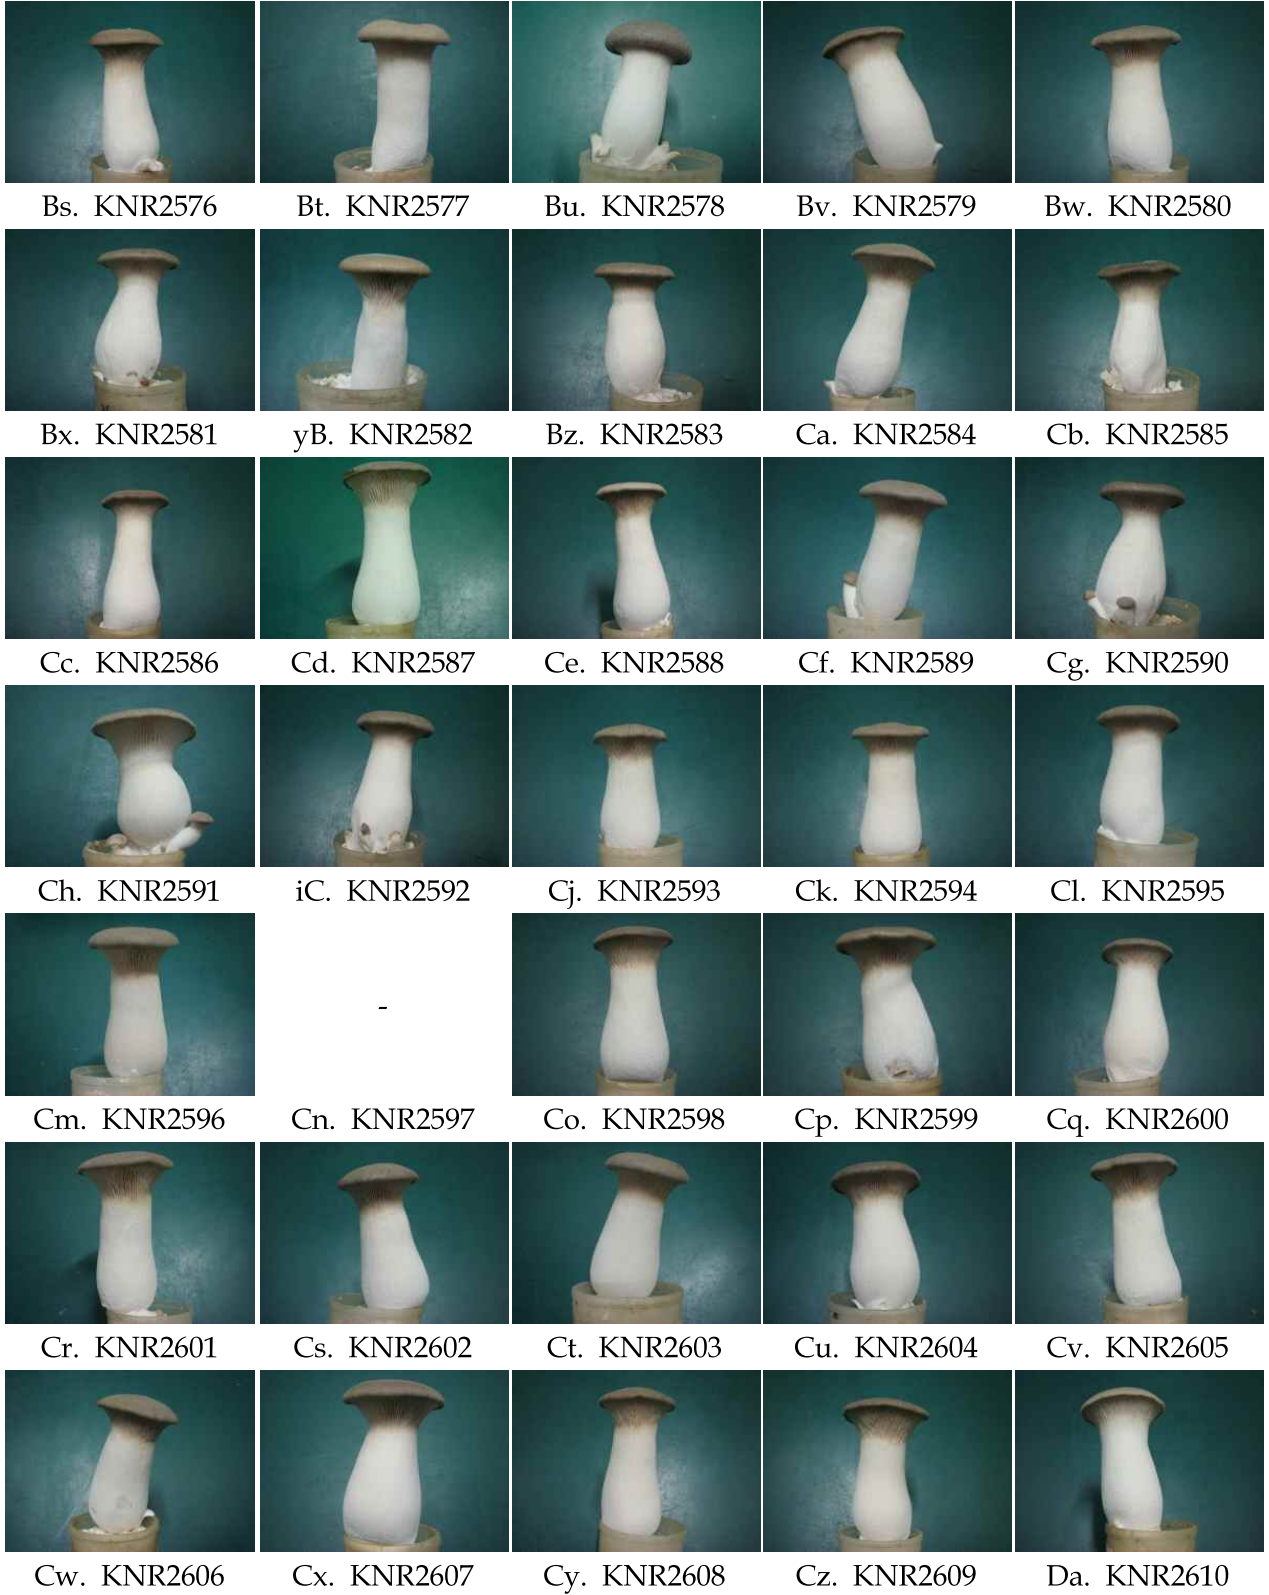 Bs. KNR2576 Bt. KNR2577 Bu. KNR2578 Bv. KNR2579 Bw. KNR2580
Bx. KNR2581 yB. KNR2582 Bz. KNR2583 Ca. KNR2584 Cb. KNR2585
Cc. KNR2586 Cd. KNR2587 Ce. KNR2588 Cf. KNR2589 Cg. KNR2590
Ch. KNR2591 iC. KNR2592 Cj. KNR2593 Ck. KNR2594 Cl. KNR2595
-
Cm. KNR2596 Cn. KNR2597 Co. KNR2598 Cp. KNR2599 Cq. KNR2600
Cr. KNR2601 Cs. KNR2602 Ct. KNR2603 Cu. KNR2604 Cv. KNR2605
Cw. KNR2606 Cx. KNR2607 Cy. KNR2608 Cz. KNR2609 Da. KNR2610